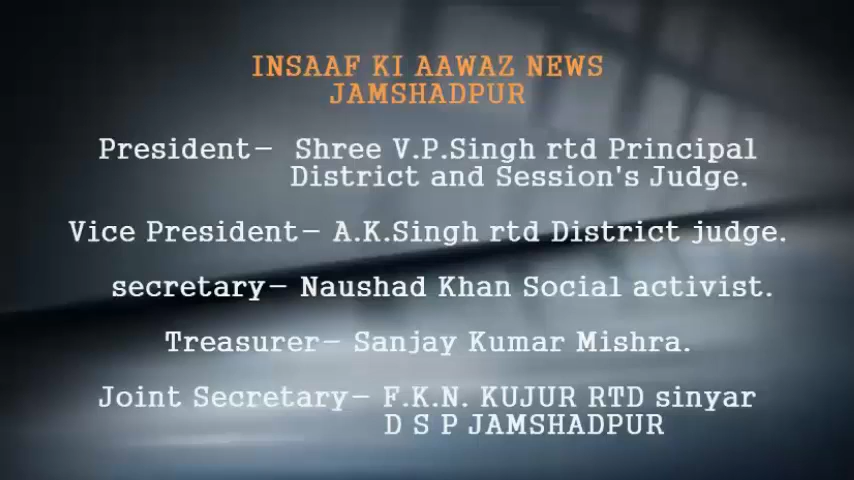 INSAAF KI AAWAZ NEWS
JAMSHADPUR
President- Shree V.P.Singh rtd Principal
District and Session's Judge.
Vice President- A.K.Singh rtd District judge.
secretary- Naushad Khan Social activist.
Treasurer- Sanjay Kumar Mishra.
Joint Secretary- F.K.N. KUJUR RTD sinyar
D S P JAMSHADPUR